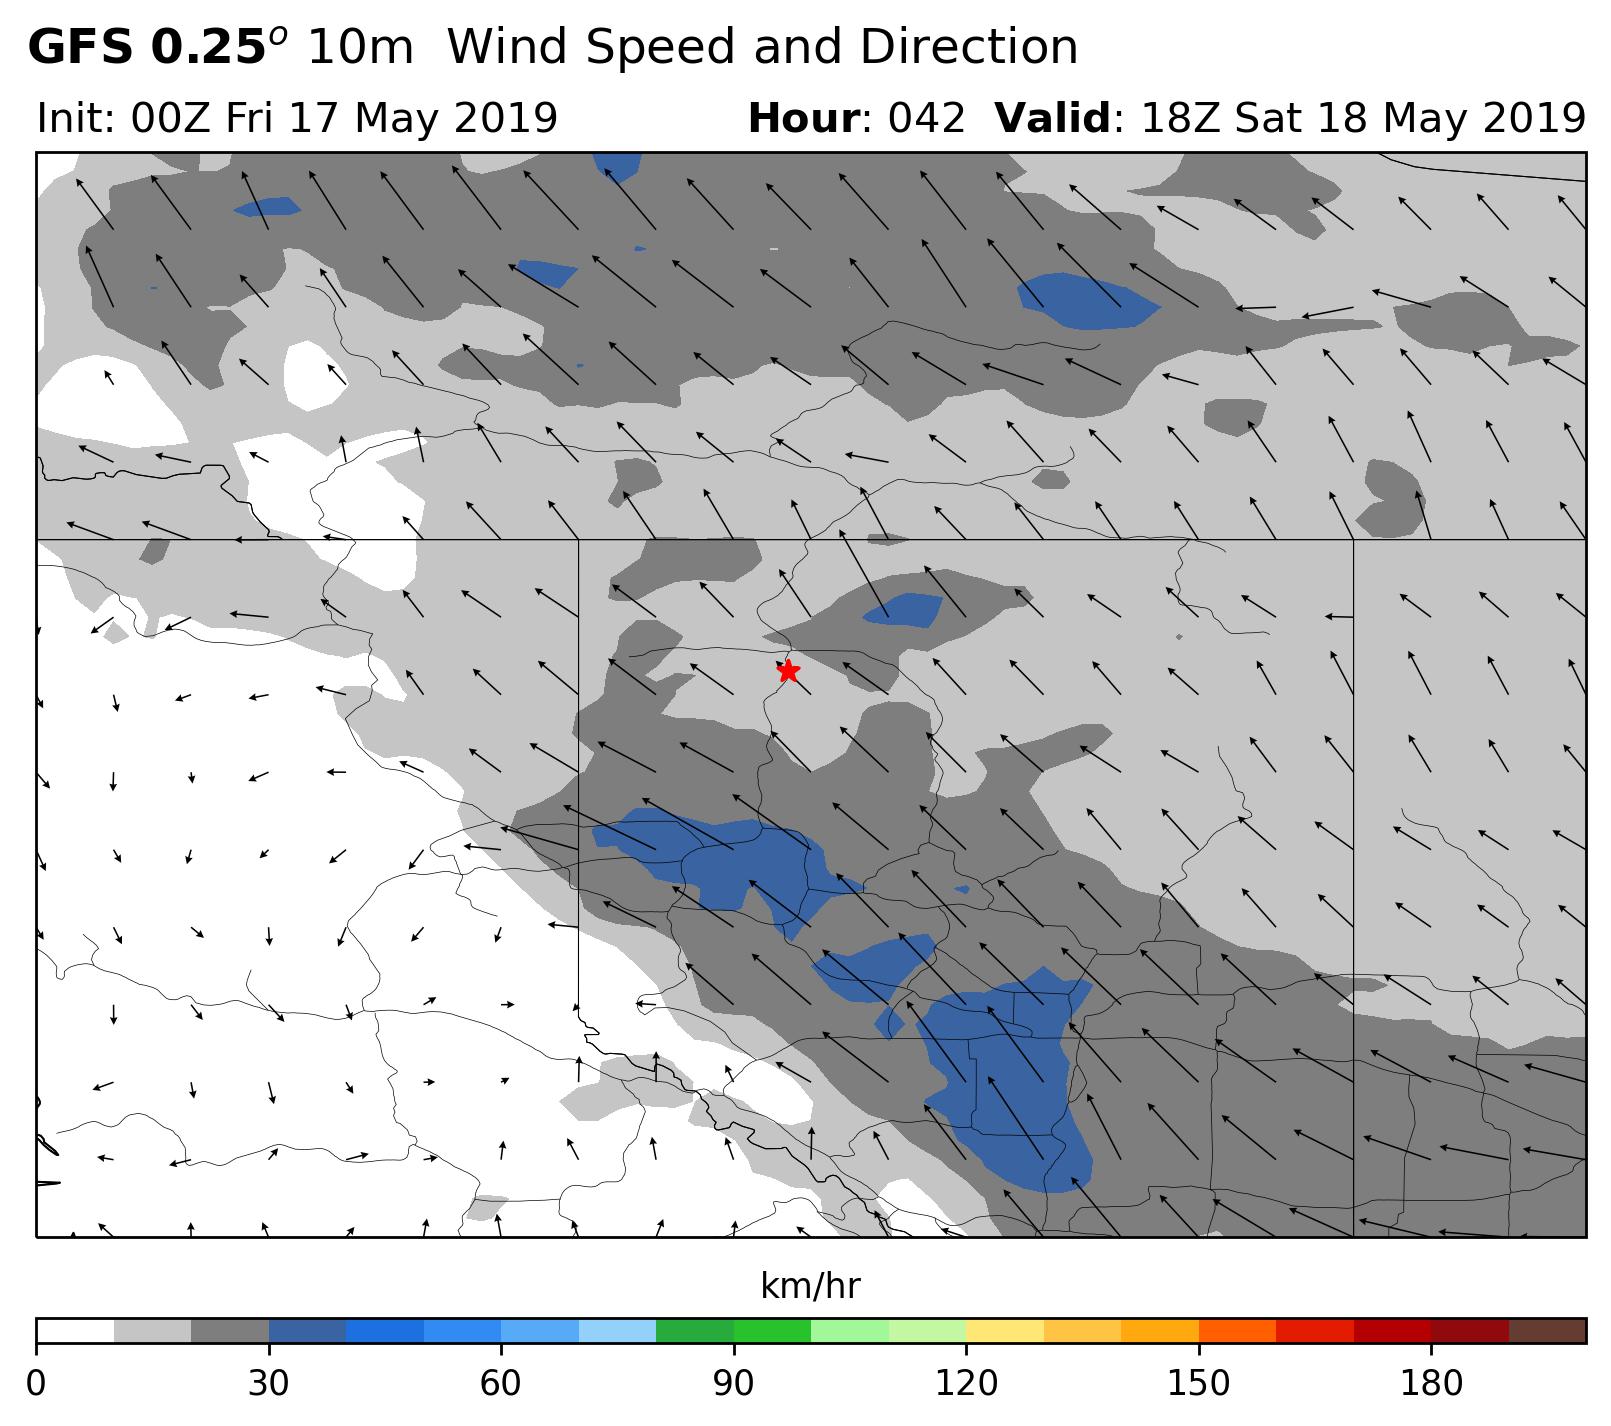 GFS 0.25° 10m Wind Speed and Direction
Init: 00Z Fri 17 May 2019 Hour: 042 Valid: 18Z Sat 18 May 2019
km/hr
0 30 60 90 120 150 180